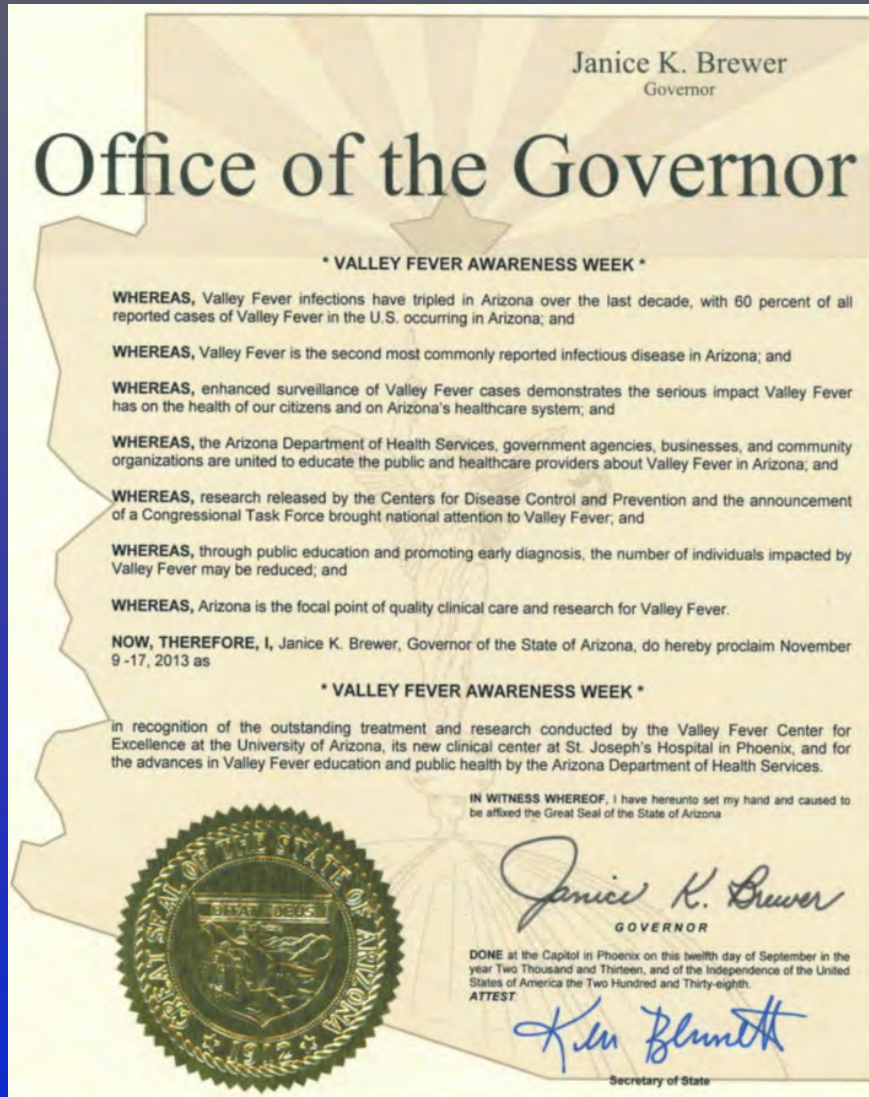 Janice K. Brewer
Governor
Office of the Governor
* VALLEY FEVER AWARENESS WEEK *
WHEREAS, Valley Fever infections have tripled in Arizona over the last decade, with 60 percent of all
reported cases of Valley Fever in the U.S. occurring in Arizona; and
WHEREAS, Valley Fever is the second most commonly reported infectious disease in Arizona; and
WHEREAS, enhanced surveillance of Valley Fever cases demonstrates the serious impact Valley Fever
has on the health of our citizens and on Arizona's healthcare system; and
WHEREAS, the Arizona Department of Health Services, government agencies, businesses, and community
organizations are united to educate the public and healthcare providers about Valley Fever in Arizona; and
WHEREAS, research released by the Centers for Disease Control and Prevention and the announcement
of a Congressional Task Force brought national attention to Valley Fever; and
WHEREAS, through public education and promoting early diagnosis, the number of individuals impacted by
Valley Fever may be reduced; and
WHEREAS, Arizona is the focal point of quality clinical care and research for Valley Fever.
NOW, THEREFORE, I, Janice K. Brewer, Governor of the State of Arizona, do hereby proclaim November
9 -17, 2013 as
* VALLEY FEVER AWARENESS WEEK *
in recognition of the outstanding treatment and research conducted by the Valley Fever Center for
Excellence at the University of Arizona, its new clinical center at St. Joseph's Hospital in Phoenix, and for
the advances in Valley Fever education and public health by the Arizona Department of Health Services.
IN WITNESS WHEREOF, I have hereunto set my hand and caused to
be affixed the Great Seal of the State of Arizona
Janice K. Brewer
GOVERNOR
DONE at the Capitol in Phoenix on this twelfth day of September in the
year Two Thousand and Thirteen, and of the Independence of the United
States of America the Two Hundred and Thirty-eighth.
ATTEST:
Ken Bennett
Secretary of State
GREAT SEAL OF THE STATE OF ARIZONA
DITAT DEUS
1912